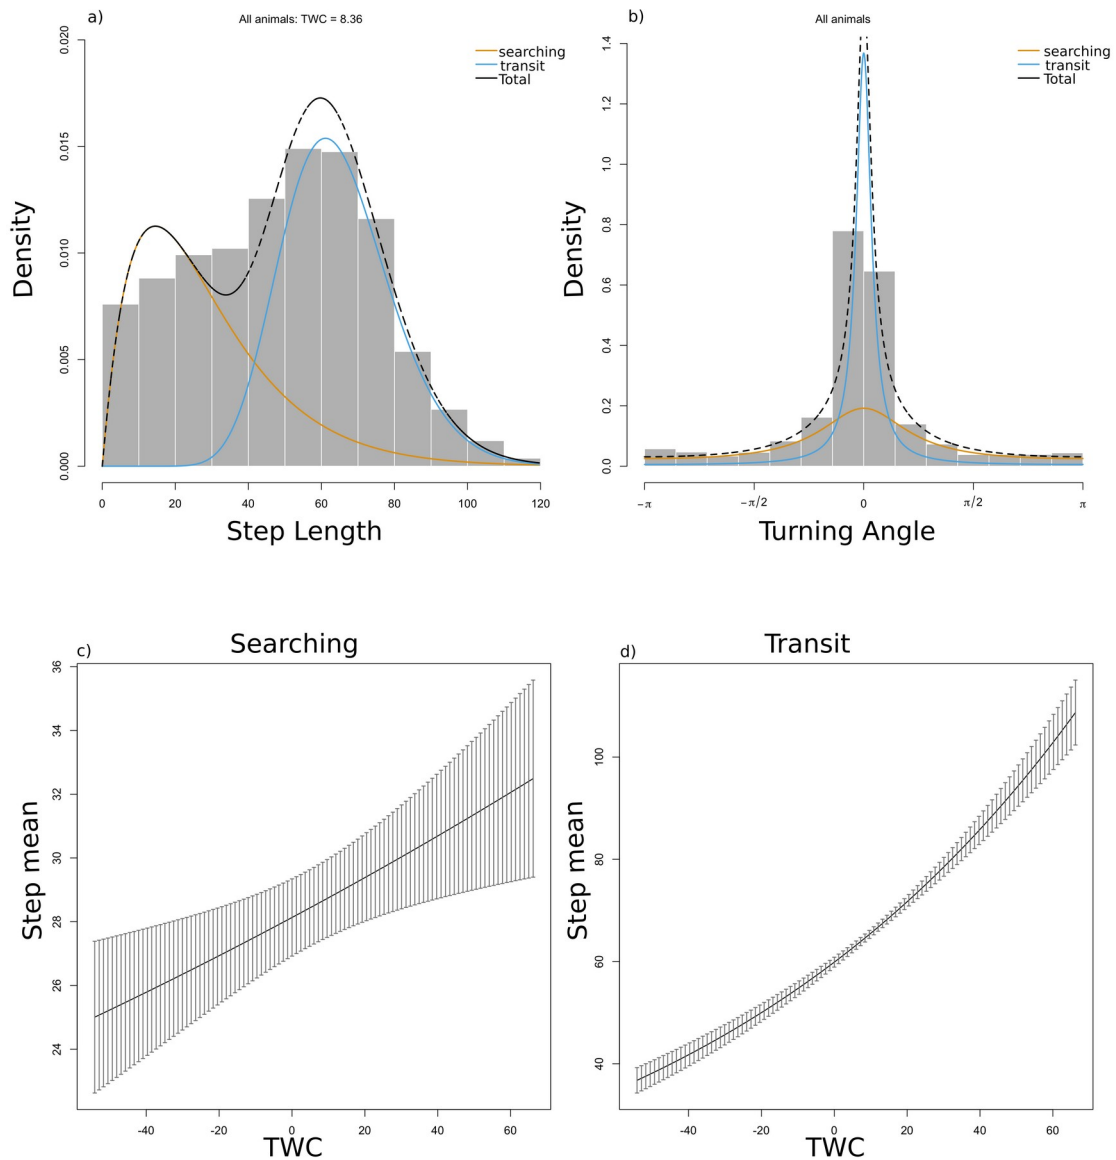 a)
All animals: TWC = 8.36
searching
transit
Total
Density
0.020
0.015
0.010
0.005
0.000
0 20 40 60 80 100 120
Step Length
b)
All animals
searching
transit
Total
Density
1.4
1.2
1.0
0.8
0.6
0.4
0.2
0.0
−π −π/2 0 π/2 π
Turning Angle
c)
Searching
Step mean
36
34
32
30
28
26
24
-40 -20 0 20 40 60
TWC
d)
Transit
Step mean
100
80
60
40
-40 -20 0 20 40 60
TWC